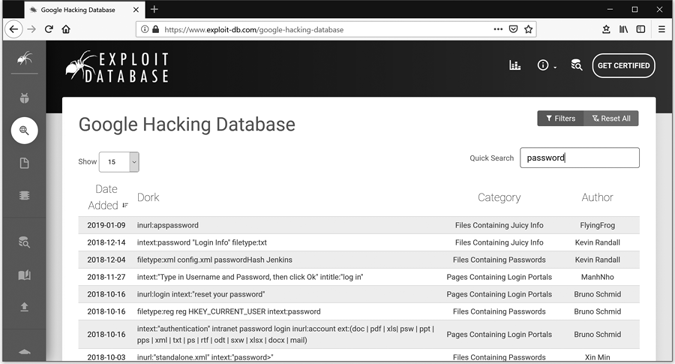 Google Hacking Database
https://www.exploit-db.com/google-hacking-database
EXPLOIT
DATABASE
GET CERTIFIED
Google Hacking Database
Filters
Reset All
Show 15
Quick Search password
Date Added Dork Category Author
2019-01-09 inurl:apspassword Files Containing Juicy Info FlyingFrog
2018-12-14 intext:password "Login Info" filetype:txt Files Containing Juicy Info Kevin Randall
2018-12-04 filetype:xml config.xml passwordHash Jenkins Files Containing Passwords Kevin Randall
2018-11-27 intext:"Type in Username and Password, then click Ok" intitle:"log in" Pages Containing Login Portals ManhNho
2018-10-16 inurl:login intext:"reset your password" Pages Containing Login Portals Bruno Schmid
2018-10-16 filetype:reg reg HKEY_CURRENT_USER intext:password Files Containing Passwords Bruno Schmid
2018-10-16 intext:"authentication" intranet password login inurl:account ext:(doc | pdf | xls| psw | ppt |
pps | xml | txt | ps | rtf | odt | sxw | xlsx | docx | mail) Pages Containing Login Portals Bruno Schmid
2018-10-03 inurl:"standalone.xml" intext:"password>" Files Containing Passwords Xin Min